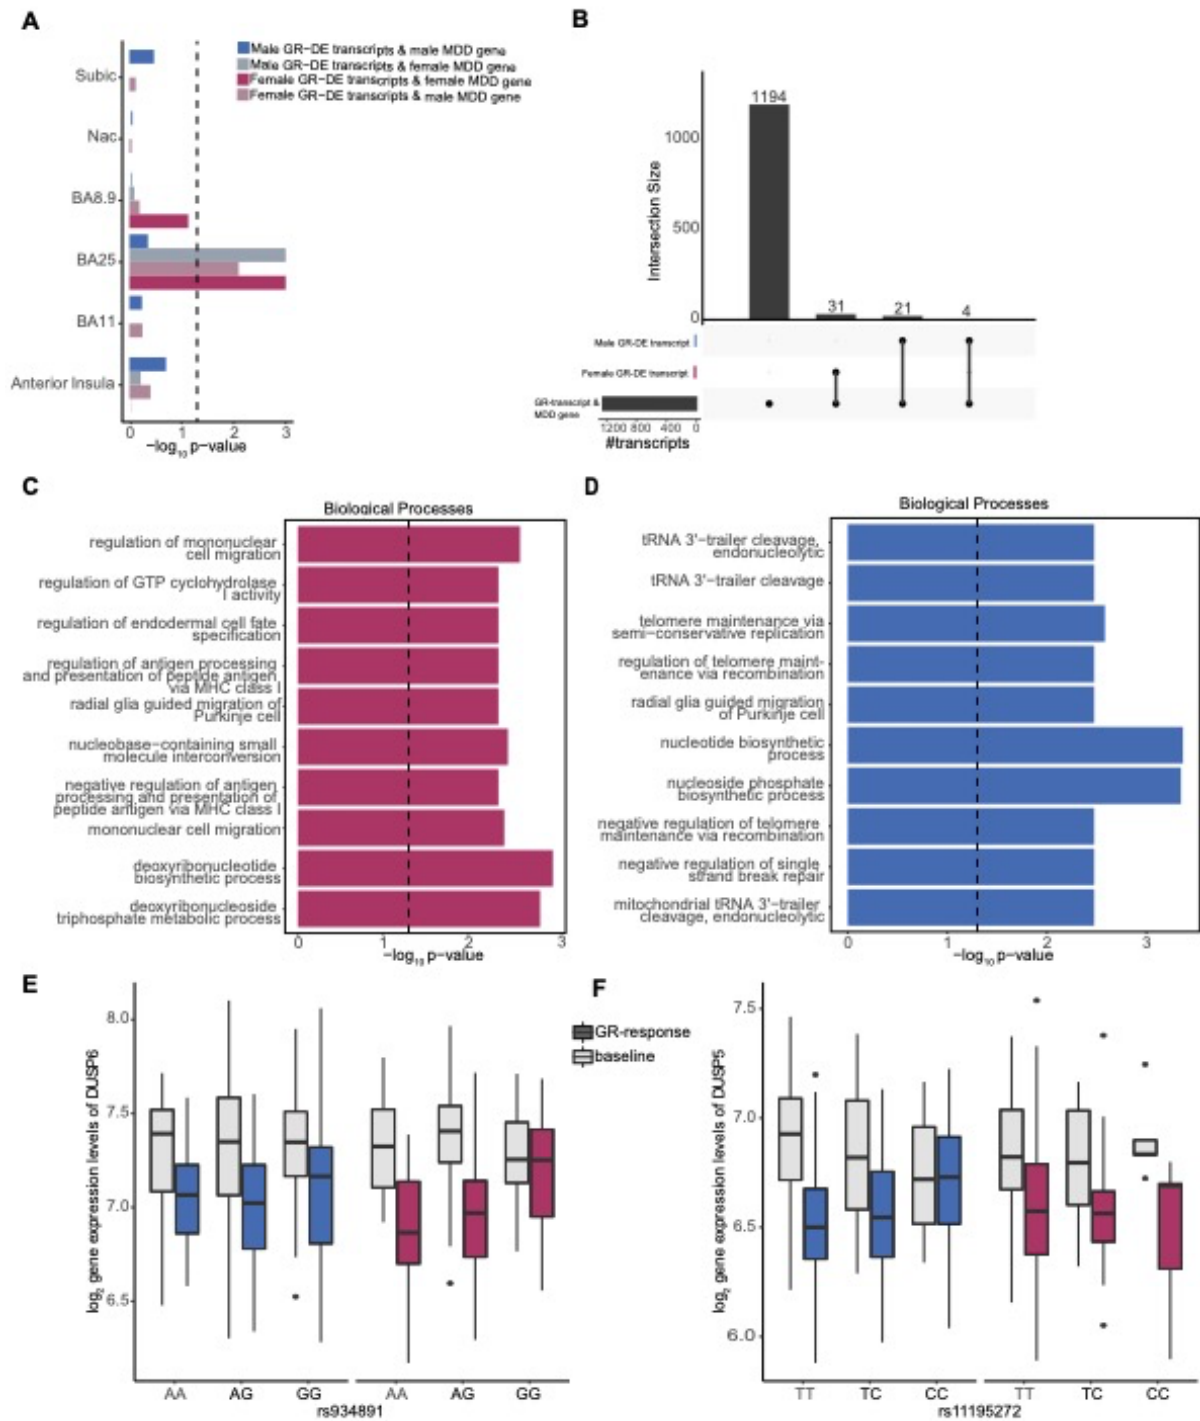 A
Male GR-DE transcripts & male MDD gene
Male GR-DE transcripts & female MDD gene
Female GR-DE transcripts & female MDD gene
Female GR-DE transcripts & male MDD gene
Subic
Nac
BA8.9
BA25
BA11
Anterior Insula
0 1 2 3
-log10 p-value
B
Intersection Size
1000
500
0
1194
31
21
4
Male GR-DE transcript
Female GR-DE transcript
GR-transcript &
MDD gene
1200 800 400 0
#transcripts
C
Biological Processes
regulation of mononuclear
cell migration
regulation of GTP cyclohydrolase
I activity
regulation of endodermal cell fate
specification
regulation of antigen processing
and presentation of peptide antigen
via MHC class I
radial glia guided migration of
Purkinje cell
nucleobase-containing small
molecule interconversion
negative regulation of antigen
processing and presentation of
peptide antigen via MHC class I
mononuclear cell migration
deoxyribonucleotide
biosynthetic process
deoxyribonucleoside
triphosphate metabolic process
0 1 2 3
-log10 p-value
D
Biological Processes
tRNA 3'-trailer cleavage,
endonucleolytic
tRNA 3'-trailer cleavage
telomere maintenance via
semi-conservative replication
regulation of telomere maint-
enance via recombination
radial glia guided migration
of Purkinje cell
nucleotide biosynthetic
process
nucleoside phosphate
biosynthetic process
negative regulation of telomere
maintenance via recombination
negative regulation of single
strand break repair
mitochondrial tRNA 3'-trailer
cleavage, endonucleolytic
0 1 2 3
-log10 p-value
E
log2 gene expression levels of DUSP6
8.0
7.5
7.0
6.5
AA AG GG AA AG GG
rs934891
GR-response
baseline
F
log2 gene expression levels of DUSP5
7.5
7.0
6.5
6.0
TT TC CC TT TC CC
rs11195272